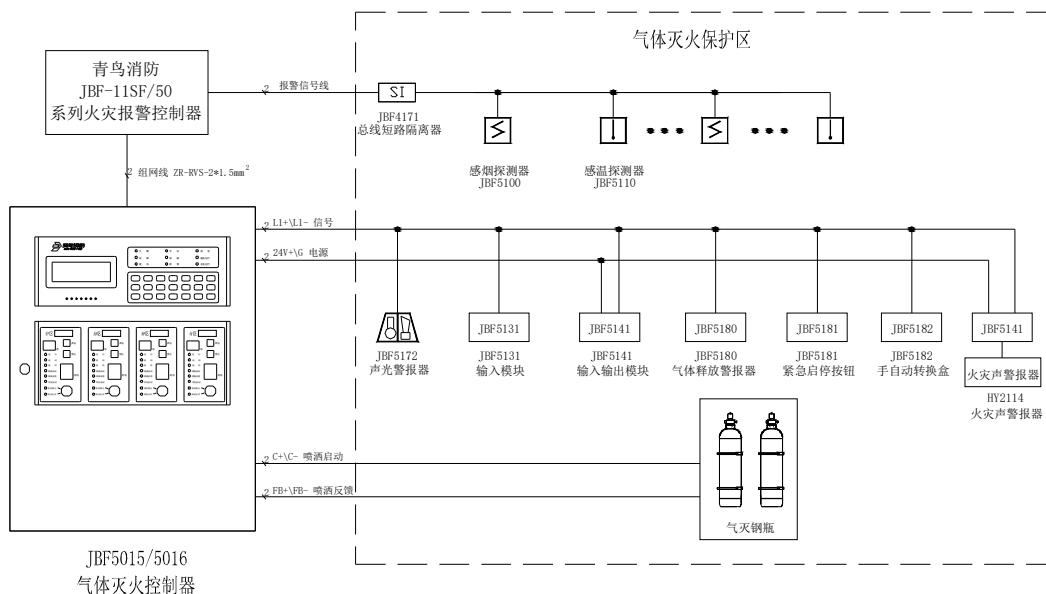 气体灭火保护区
青鸟消防
JBF-11SF/50
系列火灾报警控制器
2 报警信号线
SI
JBF4171
总线短路隔离器
感烟探测器
JBF5100
感温探测器
JBF5110
2 组网线 ZR-RVS-2*1.5mm²
2 L1+\L1- 信号
2 24V+\G 电源
JBF5172
声光警报器
JBF5131
JBF5131
输入模块
JBF5141
JBF5141
输入输出模块
JBF5180
JBF5180
气体释放警报器
JBF5181
JBF5181
紧急启停按钮
JBF5182
JBF5182
手自动转换盒
JBF5141
火灾声警报器
HY2114
火灾声警报器
2 C+\C- 喷洒启动
2 FB+\FB- 喷洒反馈
气灭钢瓶
JBF5015/5016
气体灭火控制器